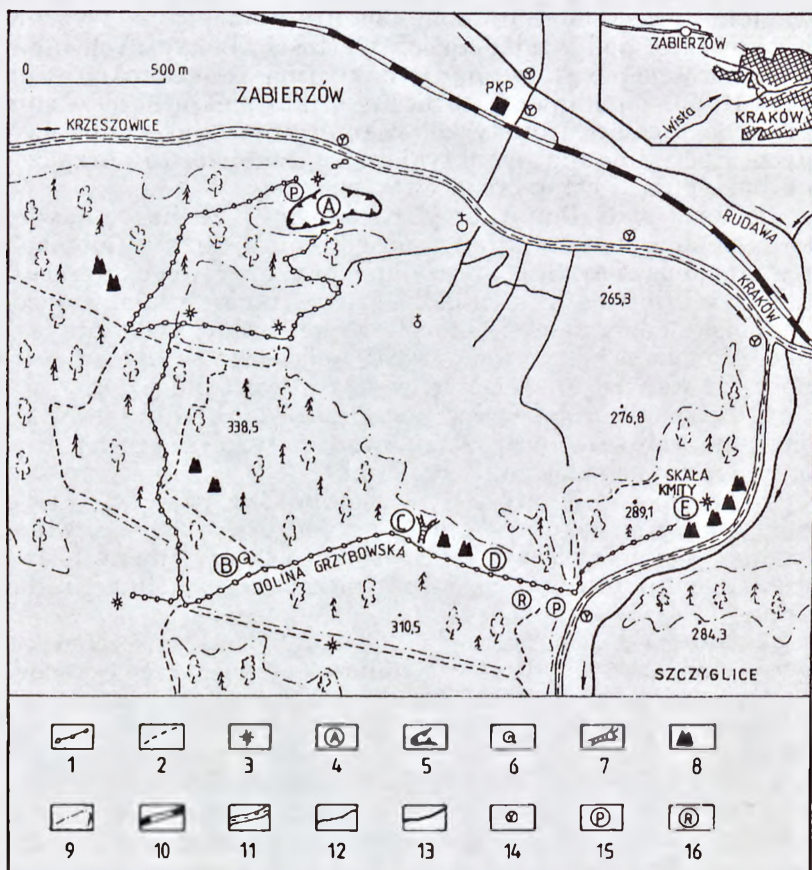 0 500 m
ZABIERZÓW
PKP
ZABIERZÓW
KRAKÓW
Wisła
KRZESZOWICE
P
A
RUDAWA
KRAKÓW
265,3
276,8
338,5
SKAŁA
KMITY
289,1
E
C
B
DOLINA GRZYBOWSKA
D
R
P
310,5
284,3
SZCZYGLICE
A
1 2 3 4 5 6 7 8
P
R
9 10 11 12 13 14 15 16